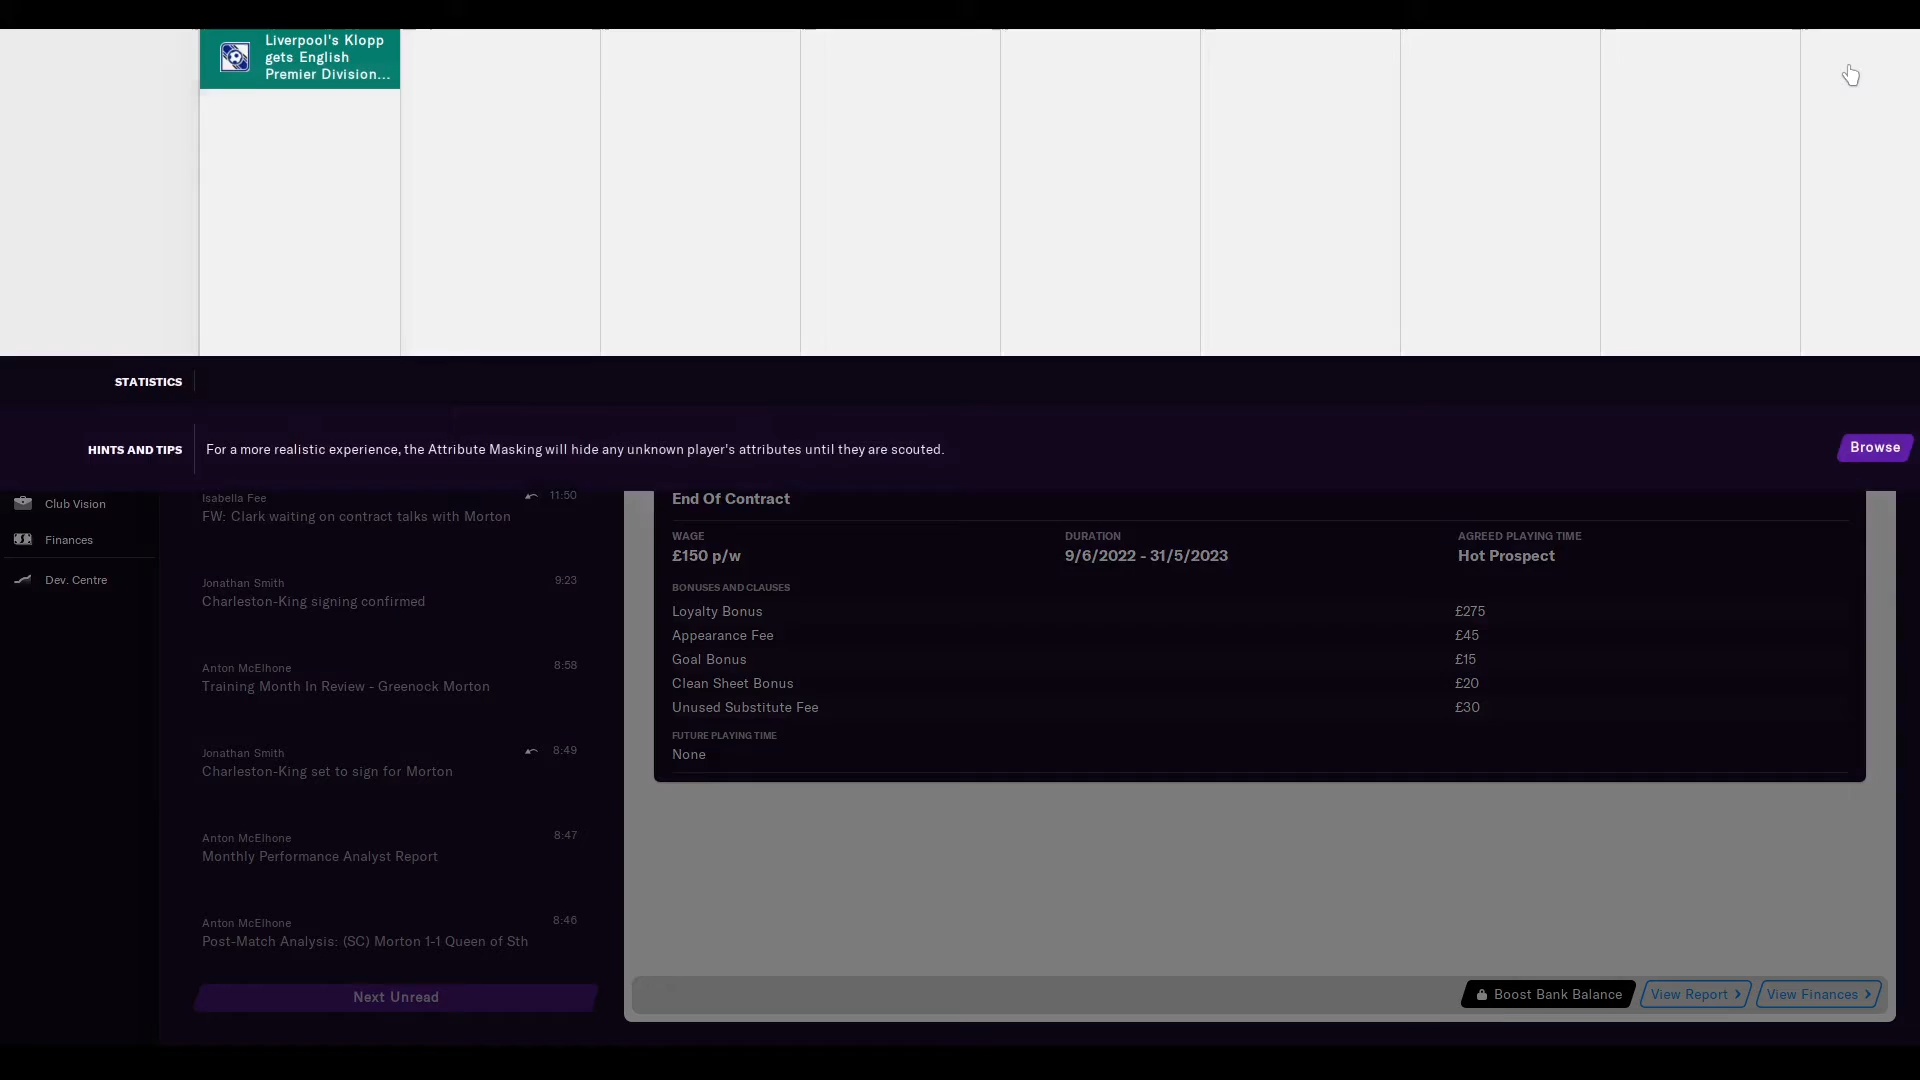 Liverpool's Klopp
gets English
Premier Division...
STATISTICS
HINTS AND TIPS
For a more realistic experience, the Attribute Masking will hide any unknown player's attributes until they are scouted.
Browse
Club Vision
Finances
Dev. Centre
Isabella Fee 11:50
FW: Clark waiting on contract talks with Morton
Jonathan Smith 9:23
Charleston-King signing confirmed
Anton McElhone 8:58
Training Month In Review - Greenock Morton
Jonathan Smith 8:49
Charleston-King set to sign for Morton
Anton McElhone 8:47
Monthly Performance Analyst Report
Anton McElhone 8:46
Post-Match Analysis: (SC) Morton 1-1 Queen of Sth
Next Unread
End Of Contract
WAGE DURATION AGREED PLAYING TIME
£150 p/w 9/6/2022 - 31/5/2023 Hot Prospect
BONUSES AND CLAUSES
Loyalty Bonus £275
Appearance Fee £45
Goal Bonus £15
Clean Sheet Bonus £20
Unused Substitute Fee £30
FUTURE PLAYING TIME
None
Boost Bank Balance View Report View Finances